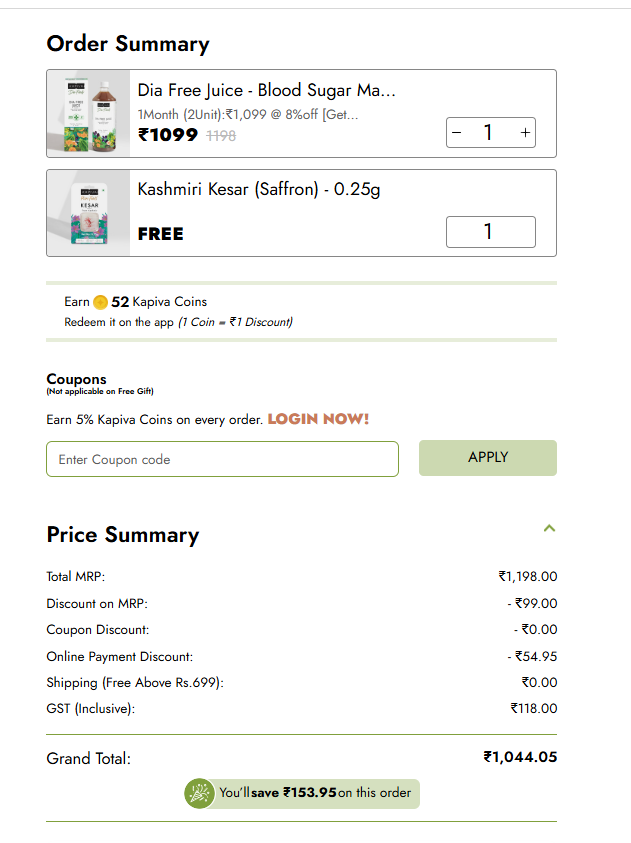 Order Summary
Dia Free Juice - Blood Sugar Ma...
1Month (2Unit):₹1,099 @ 8%off [Get...
₹1099 1198
− 1 +
Kashmiri Kesar (Saffron) - 0.25g
KESAR
FREE
1
Earn 52 Kapiva Coins
Redeem it on the app (1 Coin = ₹1 Discount)
Coupons
(Not applicable on Free Gift)
Earn 5% Kapiva Coins on every order. LOGIN NOW!
Enter Coupon code
APPLY
Price Summary
Total MRP: ₹1,198.00
Discount on MRP: - ₹99.00
Coupon Discount: - ₹0.00
Online Payment Discount: - ₹54.95
Shipping (Free Above Rs.699): ₹0.00
GST (Inclusive): ₹118.00
Grand Total: ₹1,044.05
You'll save ₹153.95 on this order